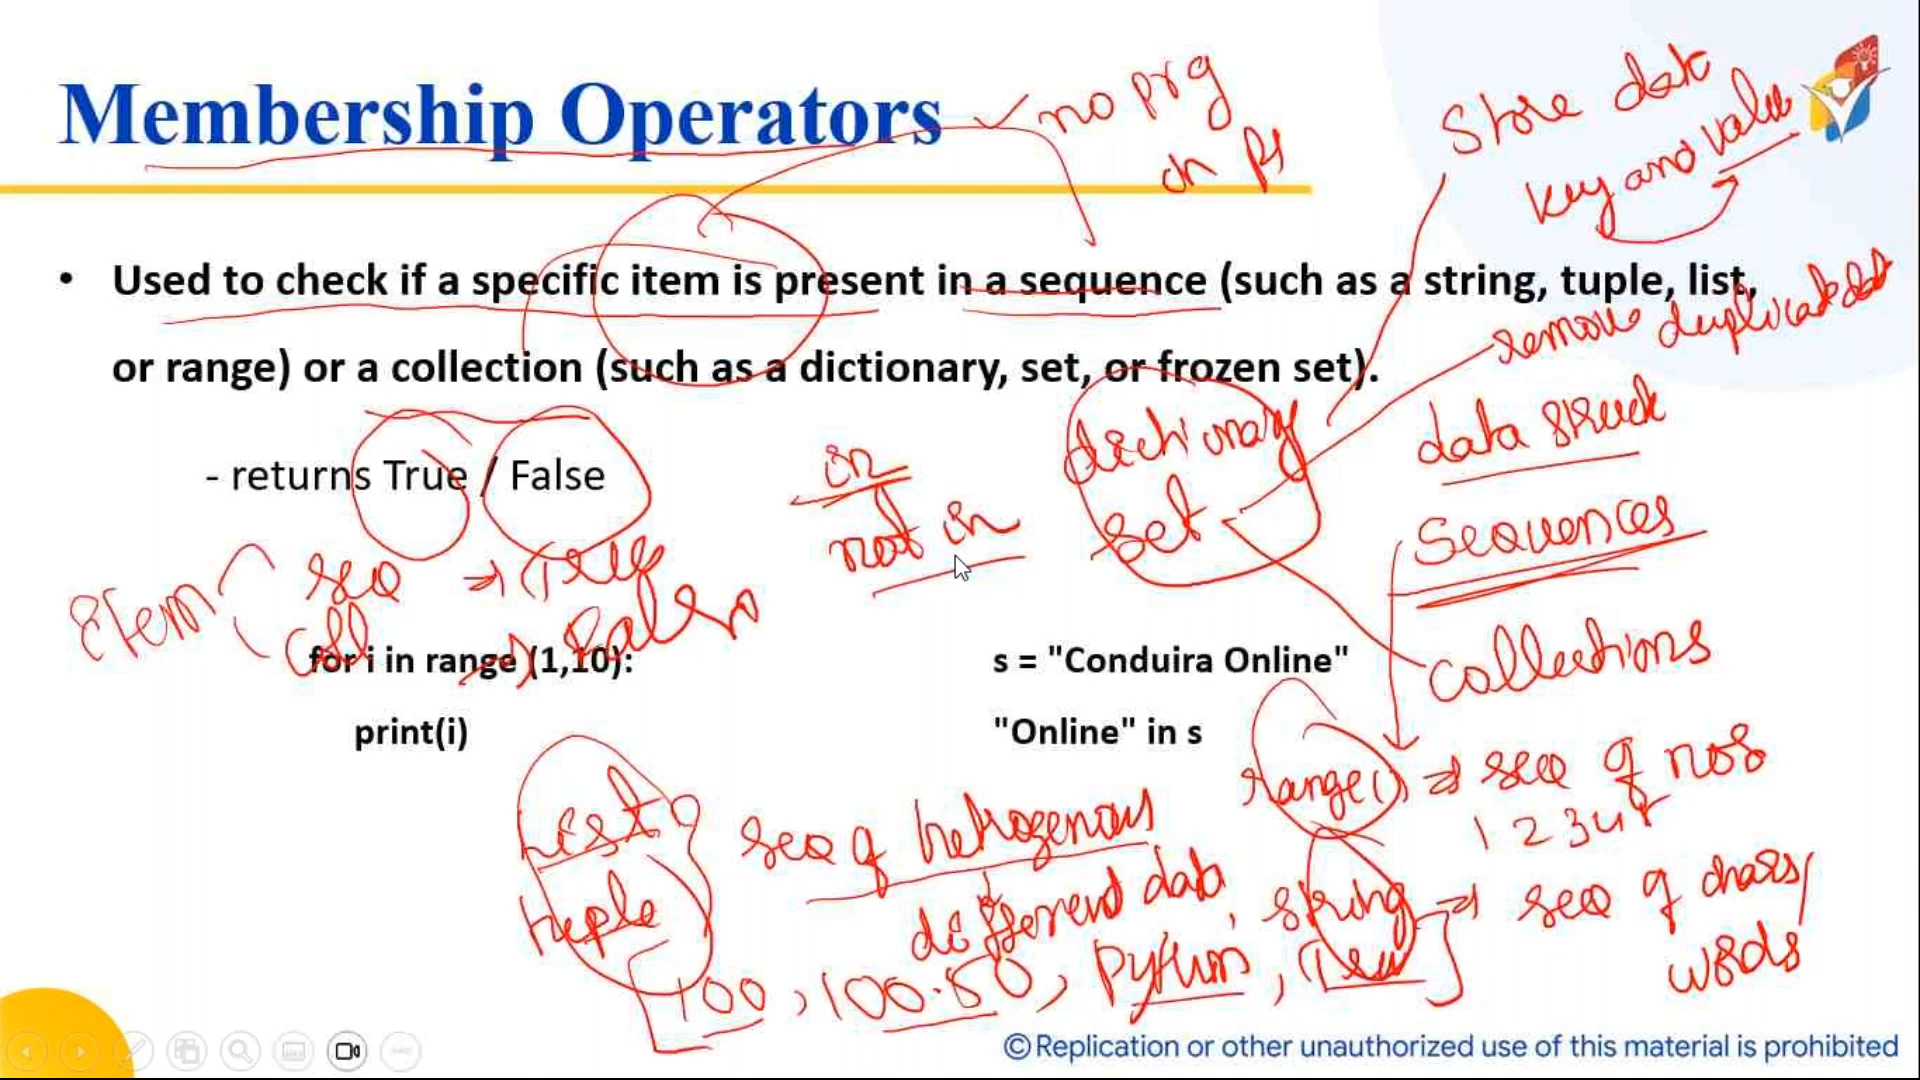 Membership Operators
no prg
Store data
key and value
• Used to check if a specific item is present in a sequence (such as a string, tuple, list,
or range) or a collection (such as a dictionary, set, or frozen set).
remove duplicate
data struct
- returns True / False
in
not in
dictionary
set
Sequences
seq → True
coll → False
collections
for i in range (1,10):
print(i)
s = "Conduira Online"
"Online" in s
range() ⇒ seq of nos
1 2 3 4 5
List
tuple
seq of hetrogenous
different data
string ⇒ seq of chars/
words
[100, 100.50, Python, True]
©Replication or other unauthorized use of this material is prohibited